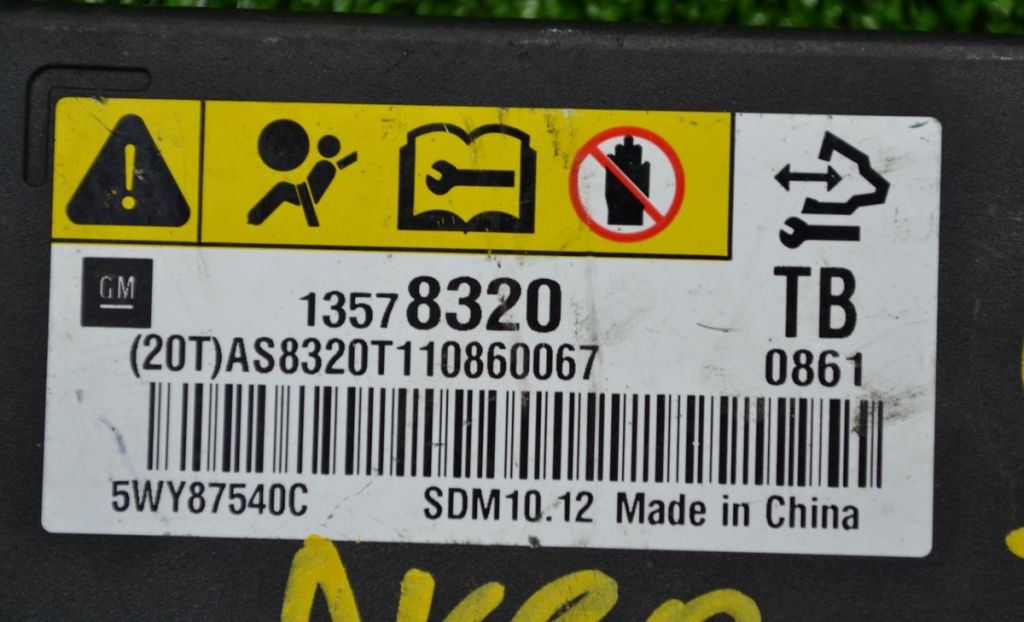 GM
13578320
TB
(20T)AS8320T110860067
0861
5WY87540C
SDM10.12 Made in China